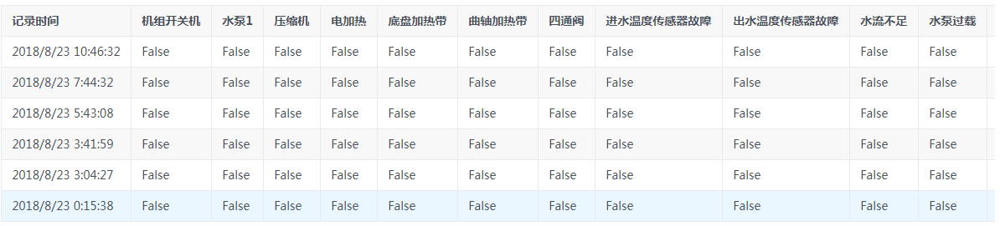 记录时间 机组开关机 水泵1 压缩机 电加热 底盘加热带 曲轴加热带 四通阀 进水温度传感器故障 出水温度传感器故障 水流不足 水泵过载
2018/8/23 10:46:32 False False False False False False False False False False False
2018/8/23 7:44:32 False False False False False False False False False False False
2018/8/23 5:43:08 False False False False False False False False False False False
2018/8/23 3:41:59 False False False False False False False False False False False
2018/8/23 3:04:27 False False False False False False False False False False False
2018/8/23 0:15:38 False False False False False False False False False False False